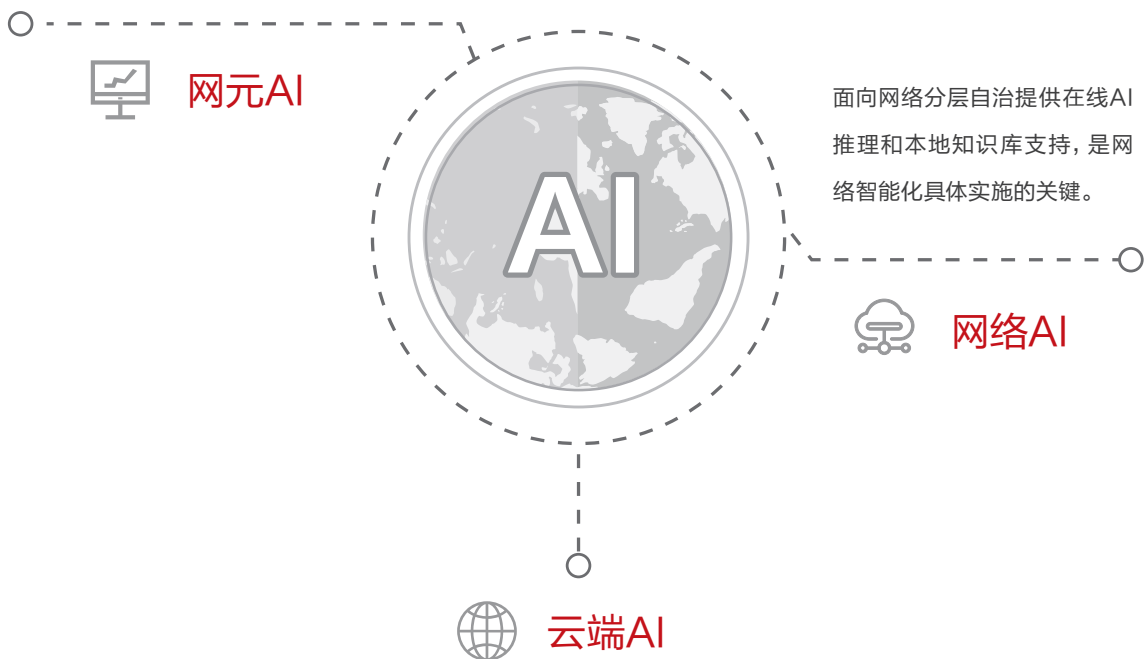 网元AI
面向网络分层自治提供在线AI
推理和本地知识库支持,是网
络智能化具体实施的关键。
AI
网络AI
云端AI